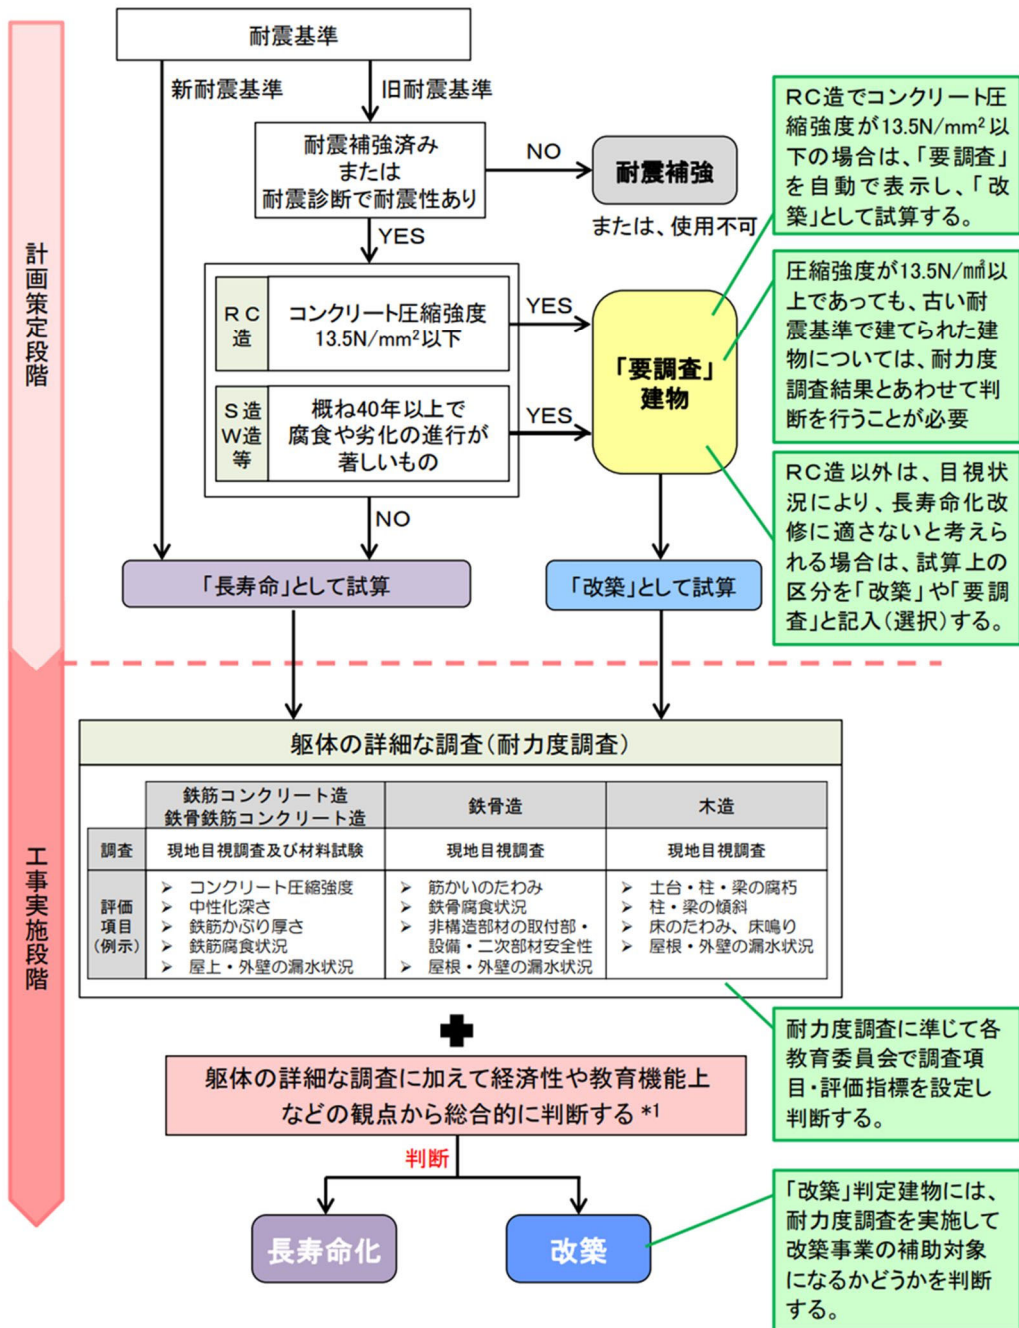 耐震基準
新耐震基準
旧耐震基準
耐震補強済み
または
耐震診断で耐震性あり
NO
耐震補強
または、使用不可
YES
計画策定段階
RC
造
コンクリート圧縮強度
13.5N/mm²以下
YES
S造
W造
等
概ね40年以上で
腐食や劣化の進行が
著しいもの
YES
「要調査」
建物
NO
「長寿命」として試算
「改築」として試算
RC造でコンクリート圧
縮強度が13.5N/mm²以
下の場合は、「要調査」
を自動で表示し、「改
築」として試算する。
圧縮強度が13.5N/㎟以
上であっても、古い耐
震基準で建てられた建
物については、耐力度
調査結果とあわせて判
断を行うことが必要
RC造以外は、目視状
況により、長寿命化改
修に適さないと考えら
れる場合は、試算上の
区分を「改築」や「要調
査」と記入(選択)する。
工事実施段階
躯体の詳細な調査(耐力度調査)
鉄筋コンクリート造
鉄骨鉄筋コンクリート造
鉄骨造
木造
調査
現地目視調査及び材料試験
現地目視調査
現地目視調査
評価
項目
(例示)
➢ コンクリート圧縮強度
➢ 中性化深さ
➢ 鉄筋かぶり厚さ
➢ 鉄筋腐食状況
➢ 屋上・外壁の漏水状況
➢ 筋かいのたわみ
➢ 鉄骨腐食状況
➢ 非構造部材の取付部・
設備・二次部材安全性
➢ 屋根・外壁の漏水状況
➢ 土台・柱・梁の腐朽
➢ 柱・梁の傾斜
➢ 床のたわみ、床鳴り
➢ 屋根・外壁の漏水状況
耐力度調査に準じて各
教育委員会で調査項
目・評価指標を設定し
判断する。
躯体の詳細な調査に加えて経済性や教育機能上
などの観点から総合的に判断する *1
判断
長寿命化
改築
「改築」判定建物には、
耐力度調査を実施して
改築事業の補助対象
になるかどうかを判断
する。